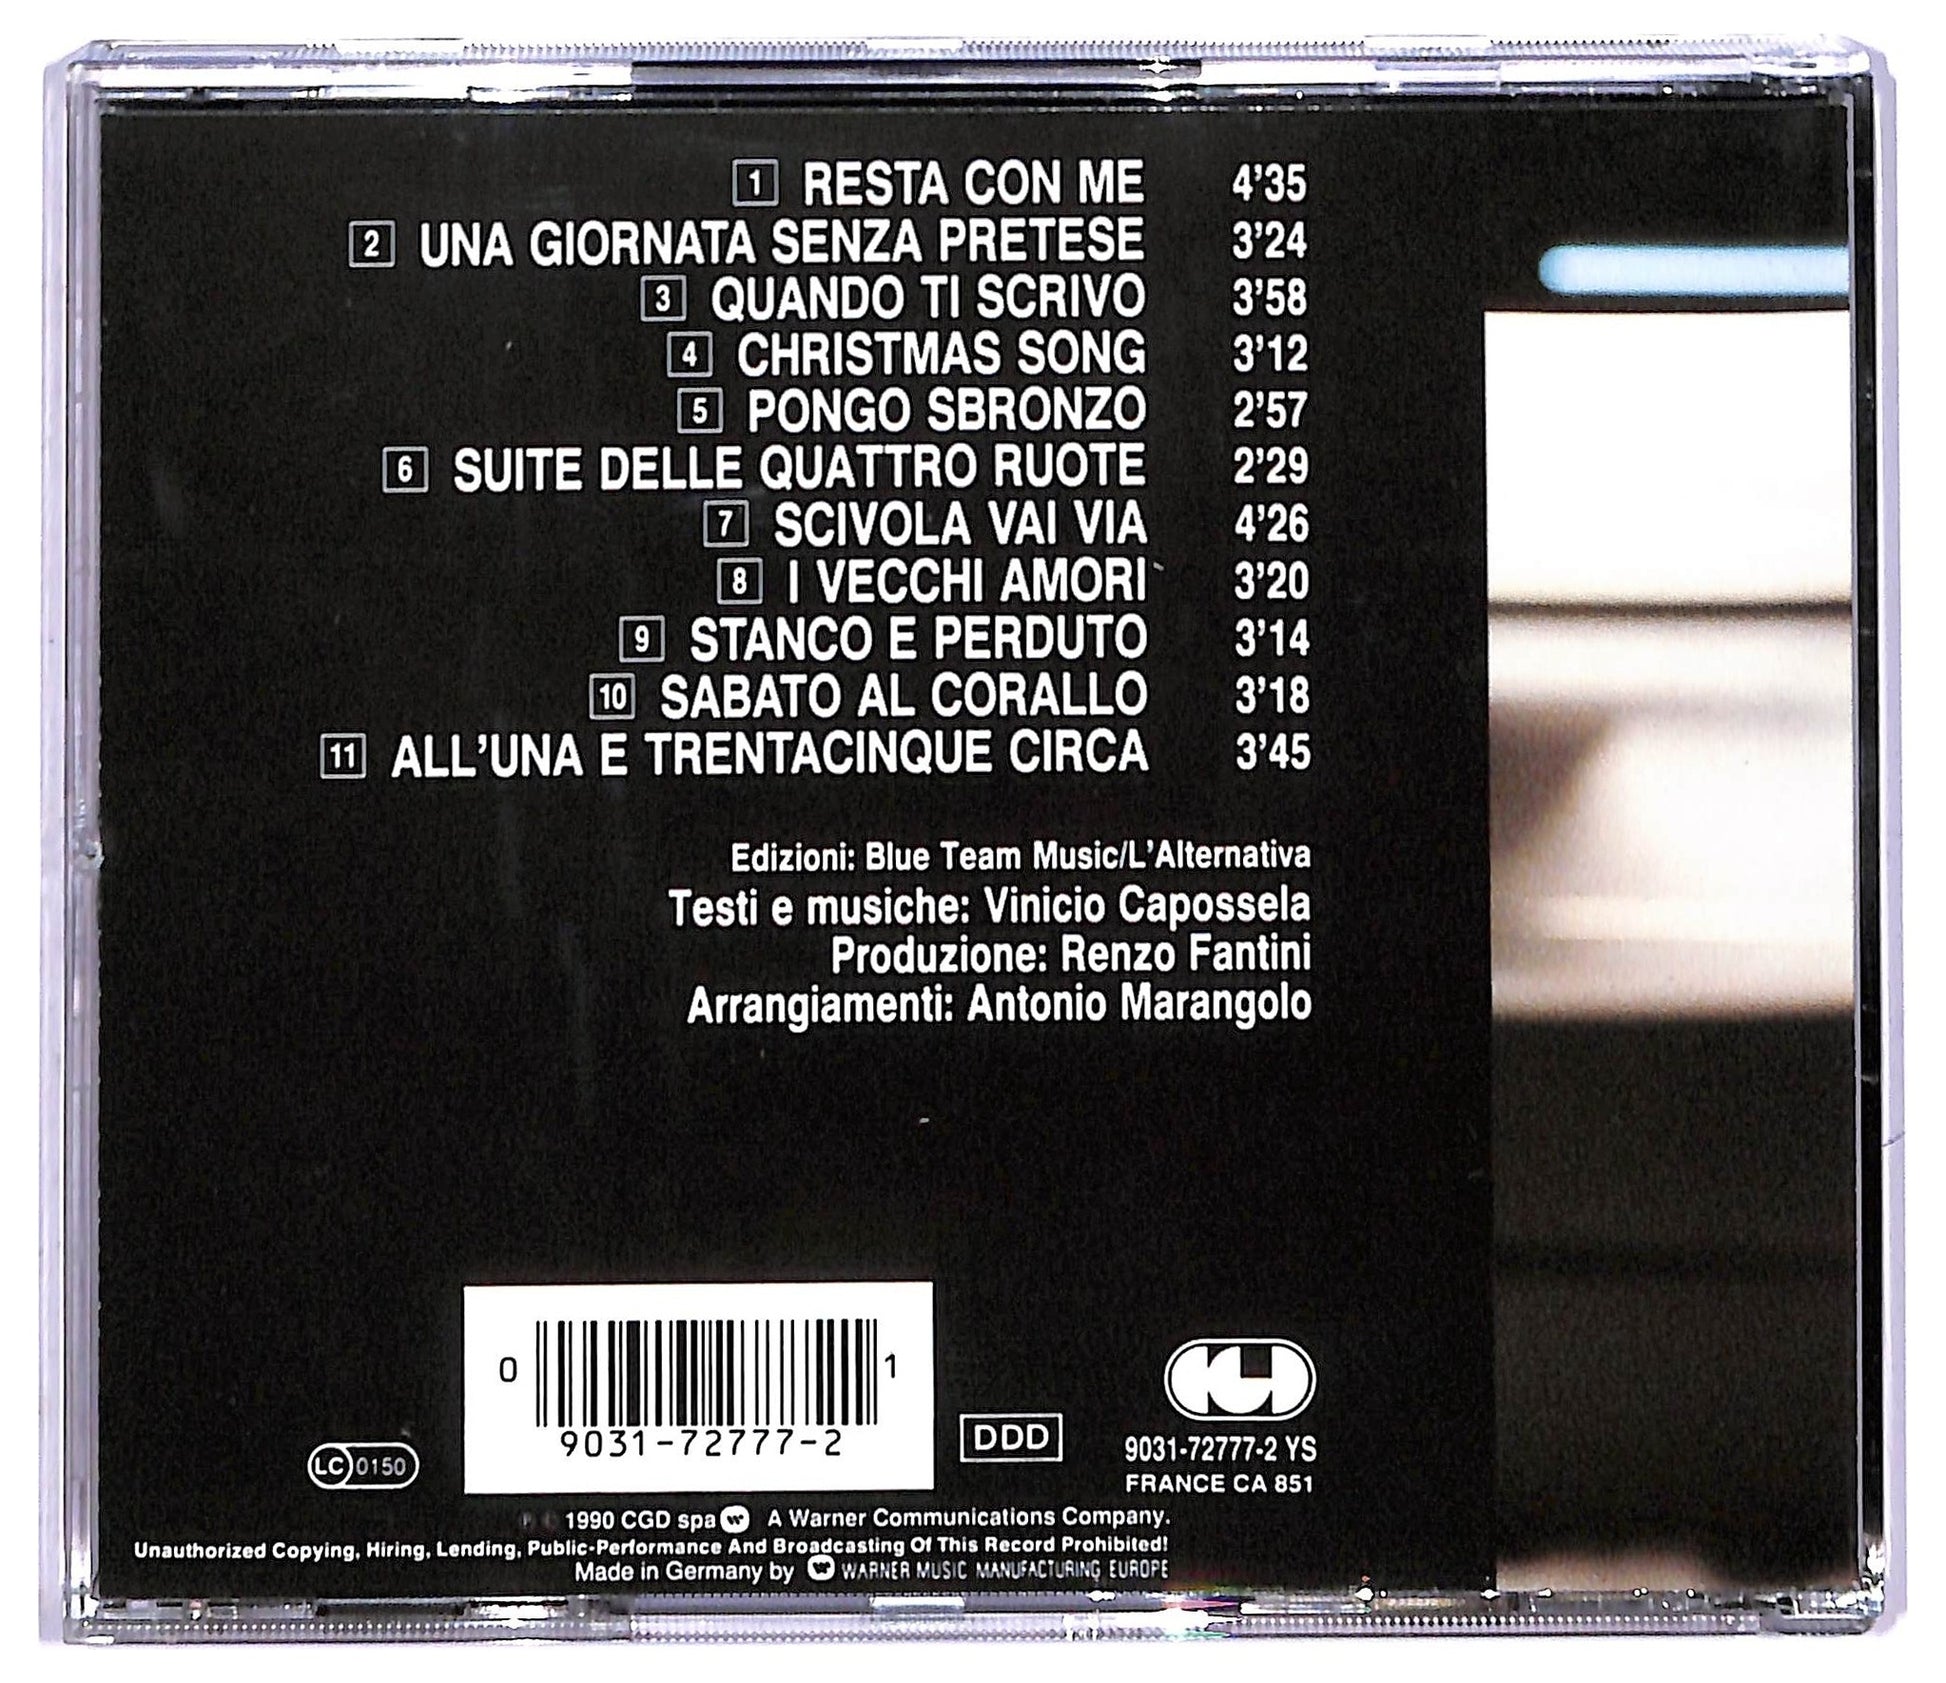 1 RESTA CON ME 4'35
2 UNA GIORNATA SENZA PRETESE 3'24
3 QUANDO TI SCRIVO 3'58
4 CHRISTMAS SONG 3'12
5 PONGO SBRONZO 2'57
6 SUITE DELLE QUATTRO RUOTE 2'29
7 SCIVOLA VAI VIA 4'26
8 I VECCHI AMORI 3'20
9 STANCO E PERDUTO 3'14
10 SABATO AL CORALLO 3'18
11 ALL'UNA E TRENTACINQUE CIRCA 3'45
Edizioni: Blue Team Music/L'Alternativa
Testi e musiche: Vinicio Capossela
Produzione: Renzo Fantini
Arrangiamenti: Antonio Marangolo
0 1
9031-72777-2
LC 0150
DDD
9031-72777-2 YS
FRANCE CA 851
℗ © 1990 CGD spa A Warner Communications Company.
Unauthorized Copying, Hiring, Lending, Public-Performance And Broadcasting Of This Record Prohibited!
Made in Germany by WARNER MUSIC MANUFACTURING EUROPE